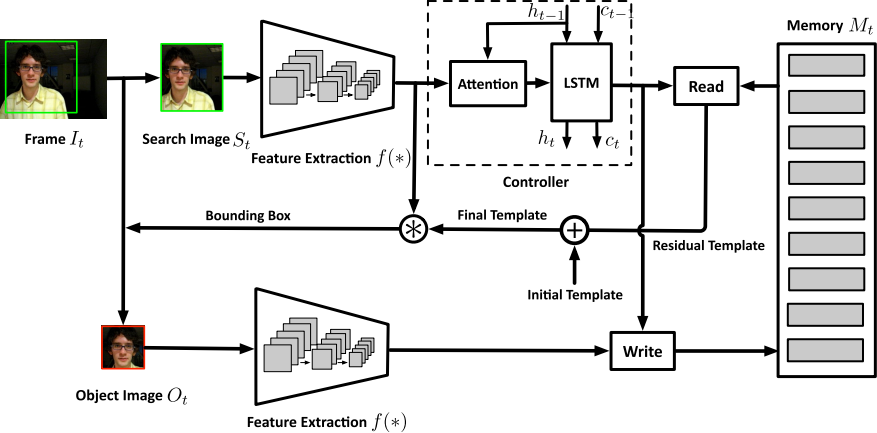 h_{t-1}
c_{t-1}
Memory M_t
Attention
LSTM
Read
Frame I_t
Search Image S_t
Feature Extraction f(*)
h_t
c_t
Controller
Bounding Box
Final Template
Residual Template
Initial Template
Write
Object Image O_t
Feature Extraction f(*)